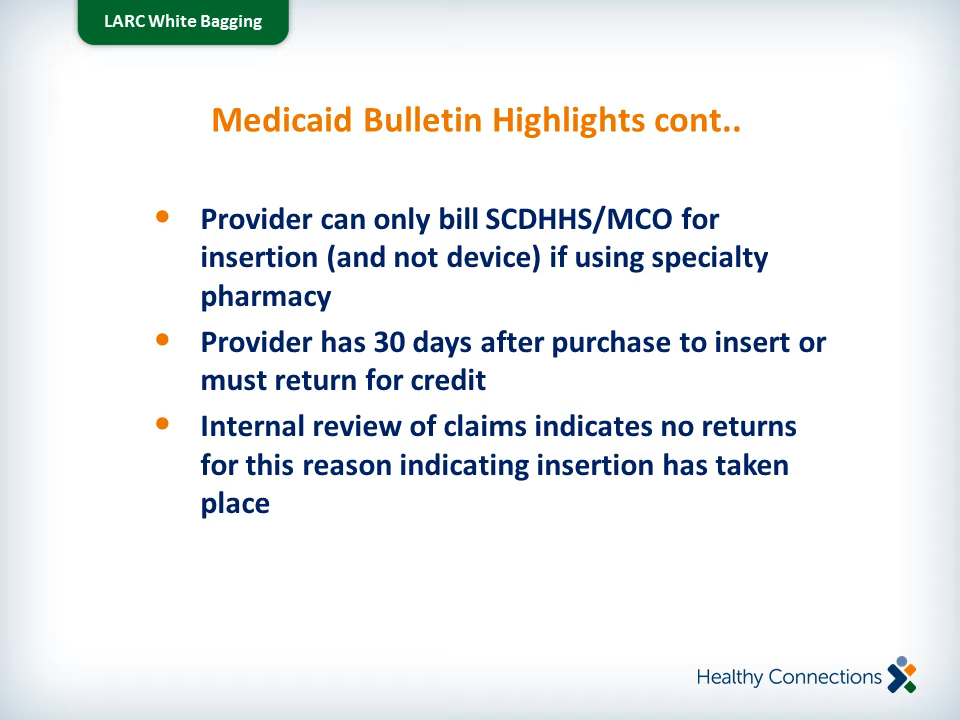 LARC White Bagging
Medicaid Bulletin Highlights cont..
• Provider can only bill SCDHHS/MCO for
insertion (and not device) if using specialty
pharmacy
• Provider has 30 days after purchase to insert or
must return for credit
• Internal review of claims indicates no returns
for this reason indicating insertion has taken
place
Healthy Connections